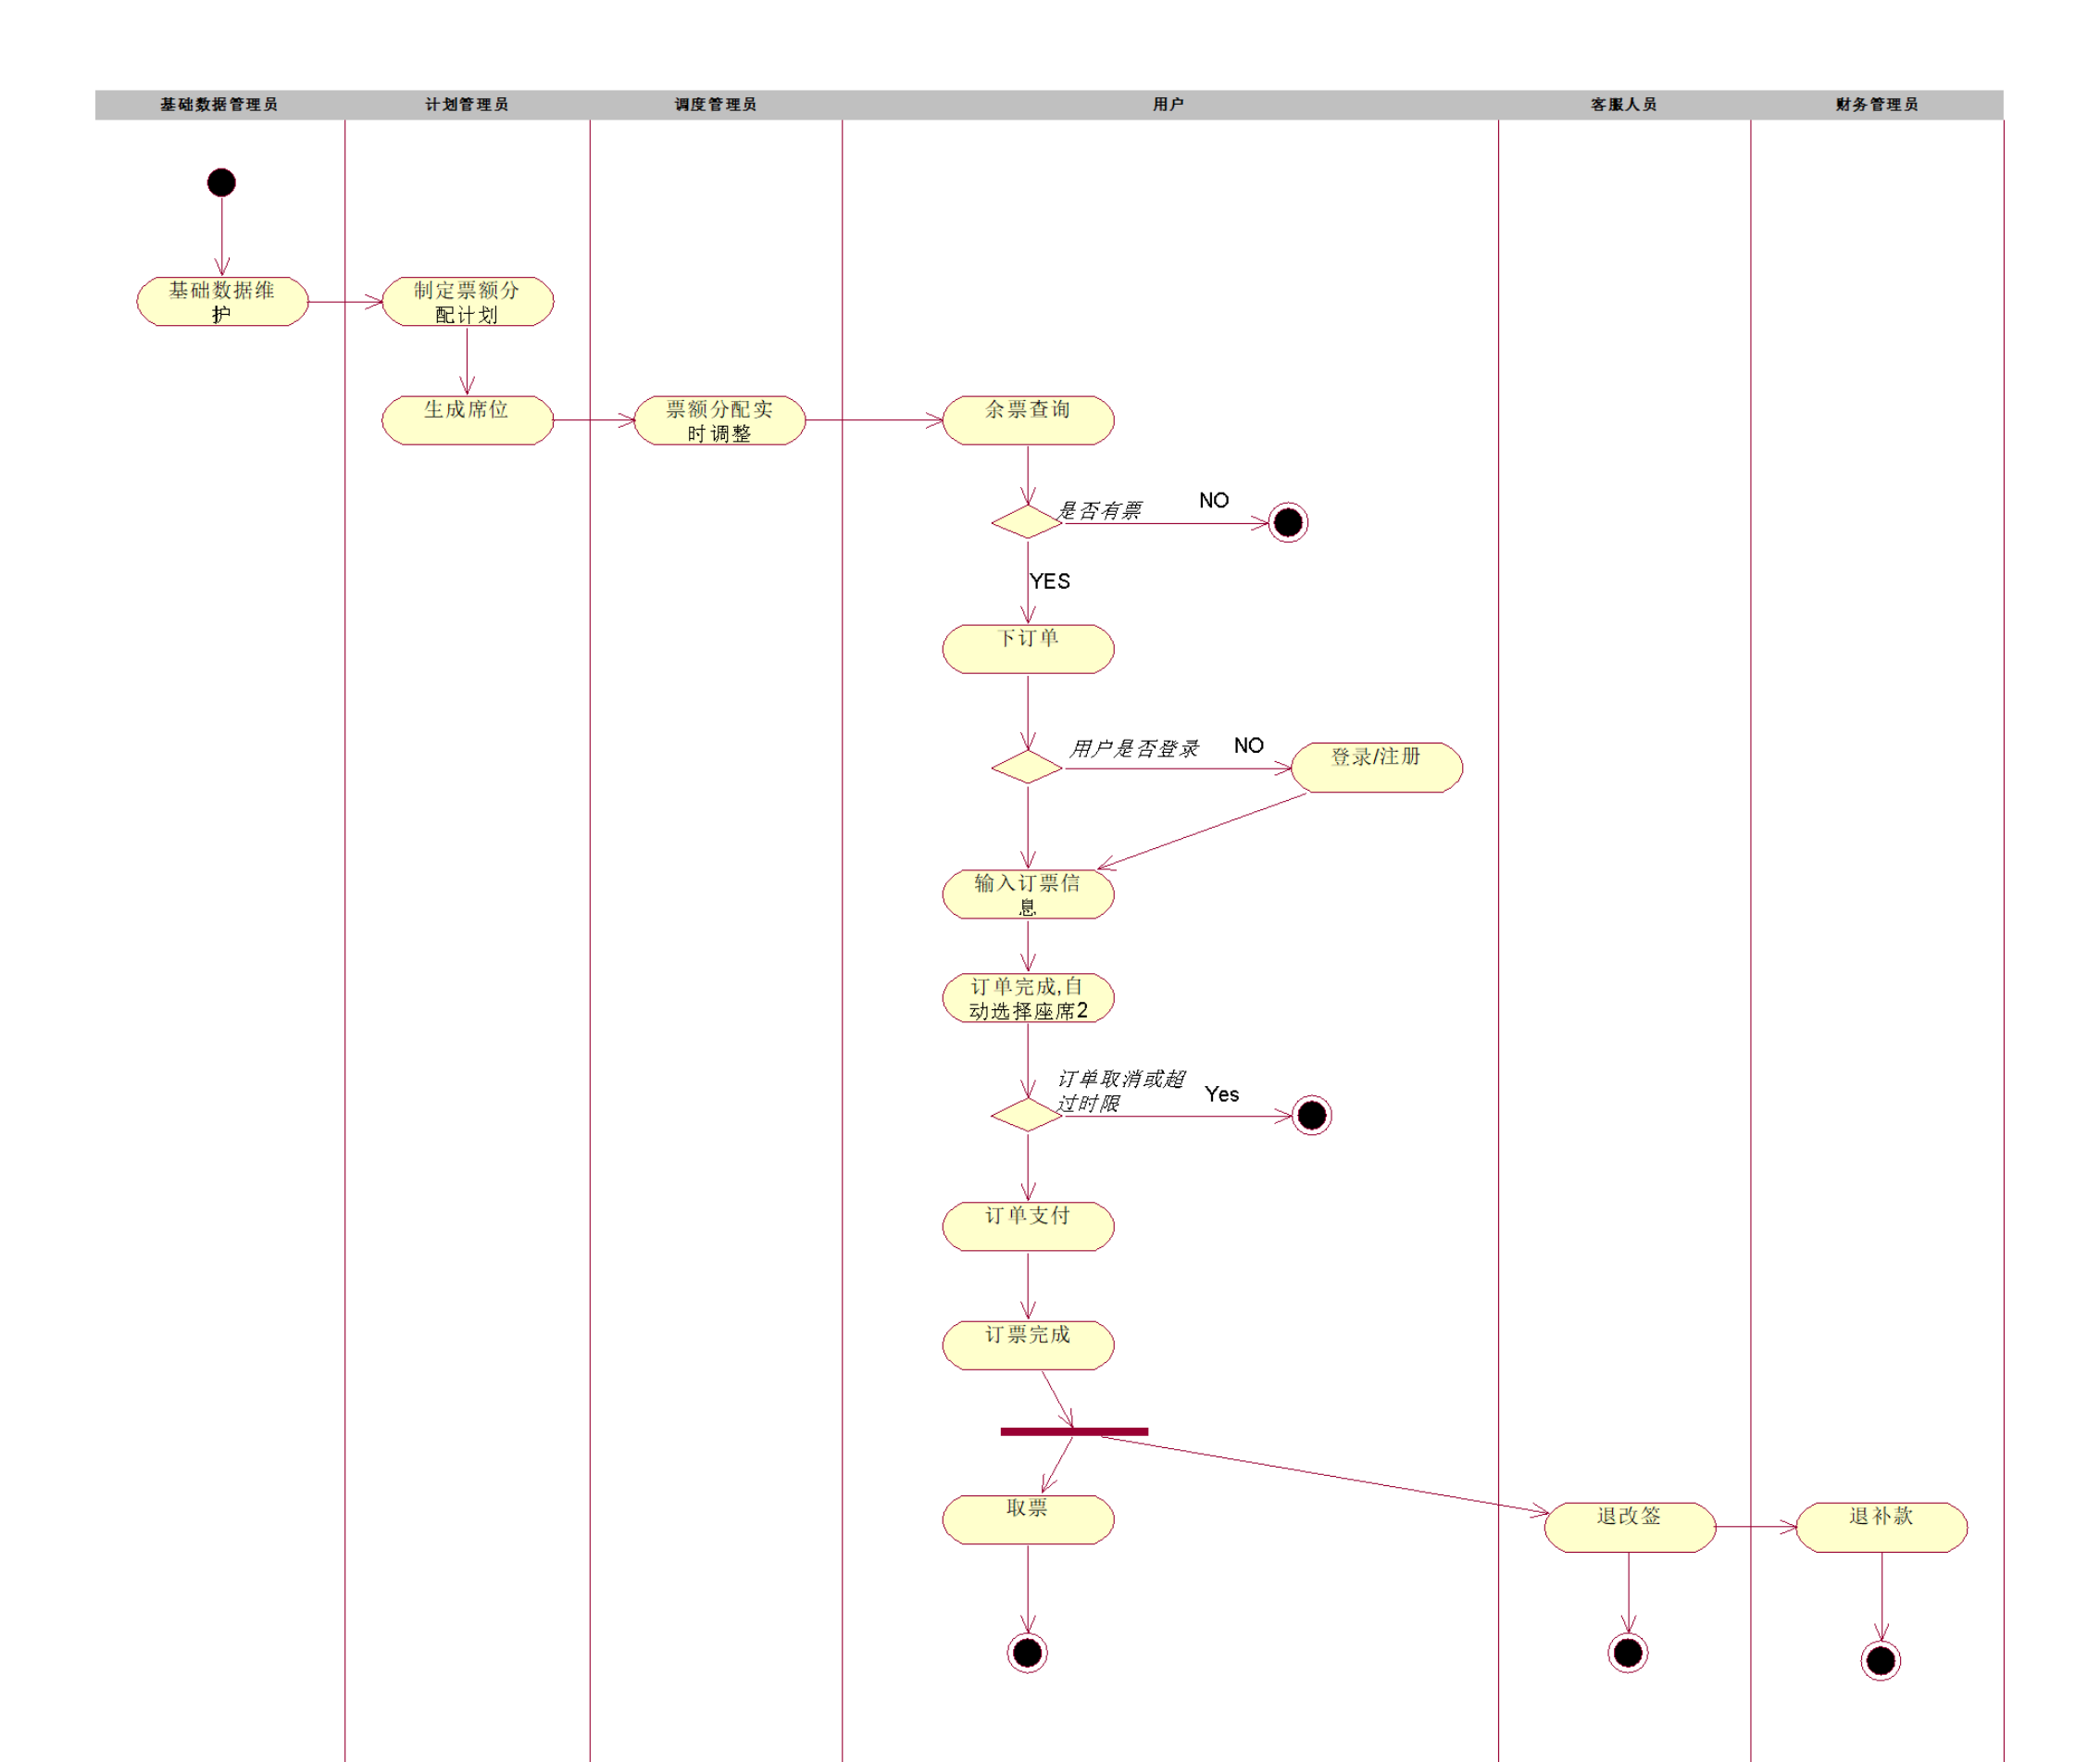 基础数据管理员
计划管理员
调度管理员
用户
客服人员
财务管理员
基础数据维
护
制定票额分
配计划
生成席位
票额分配实
时调整
余票查询
是否有票
NO
YES
下订单
用户是否登录
NO
登录/注册
输入订票信
息
订单完成,自
动选择座席2
订单取消或超
过时限
Yes
订单支付
订票完成
取票
退改签
退补款